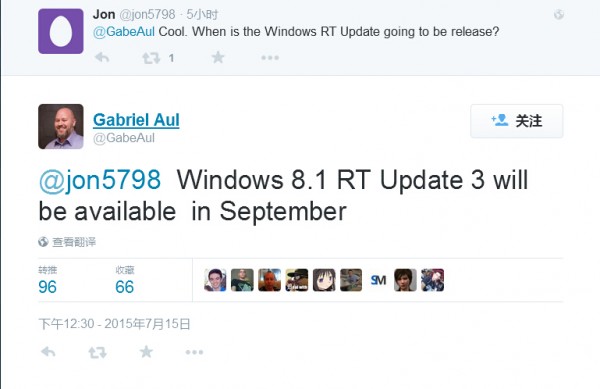 Jon @jon5798 · 5小时
@GabeAul Cool. When is the Windows RT Update going to be release?
1
Gabriel Aul
@GabeAul
关注
@jon5798 Windows 8.1 RT Update 3 will
be available in September
查看翻译
转推 收藏
96 66
SM
下午12:30 - 2015年7月15日